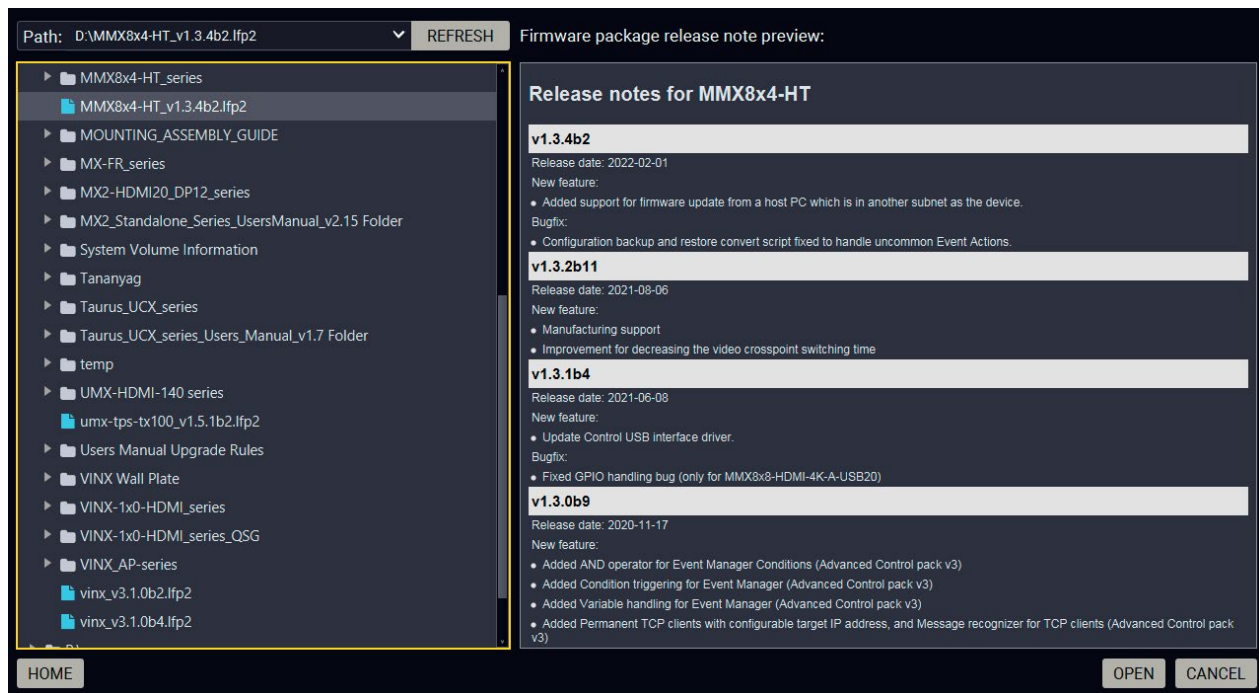 Path: D:\MMX8x4-HT_v1.3.4b2.lfp2 REFRESH
Firmware package release note preview:
MMX8x4-HT_series
MMX8x4-HT_v1.3.4b2.lfp2
MOUNTING_ASSEMBLY_GUIDE
MX-FR_series
MX2-HDMI20_DP12_series
MX2_Standalone_Series_UsersManual_v2.15 Folder
System Volume Information
Tananyag
Taurus_UCX_series
Taurus_UCX_series_Users_Manual_v1.7 Folder
temp
UMX-HDMI-140 series
umx-tps-tx100_v1.5.1b2.lfp2
Users Manual Upgrade Rules
VINX Wall Plate
VINX-1x0-HDMI_series
VINX-1x0-HDMI_series_QSG
VINX_AP-series
vinx_v3.1.0b2.lfp2
vinx_v3.1.0b4.lfp2
Release notes for MMX8x4-HT
v1.3.4b2
Release date: 2022-02-01
New feature:
● Added support for firmware update from a host PC which is in another subnet as the device.
Bugfix:
● Configuration backup and restore convert script fixed to handle uncommon Event Actions.
v1.3.2b11
Release date: 2021-08-06
New feature:
● Manufacturing support
● Improvement for decreasing the video crosspoint switching time
v1.3.1b4
Release date: 2021-06-08
New feature:
● Update Control USB interface driver.
Bugfix:
● Fixed GPIO handling bug (only for MMX8x8-HDMI-4K-A-USB20)
v1.3.0b9
Release date: 2020-11-17
New feature:
● Added AND operator for Event Manager Conditions (Advanced Control pack v3)
● Added Condition triggering for Event Manager (Advanced Control pack v3)
● Added Variable handling for Event Manager (Advanced Control pack v3)
● Added Permanent TCP clients with configurable target IP address, and Message recognizer for TCP clients (Advanced Control pack
v3)
HOME
OPEN CANCEL